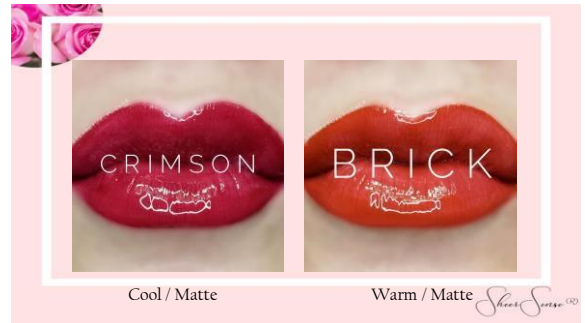 CRIMSON
BRICK
Cool / Matte
Warm / Matte
SheerSense